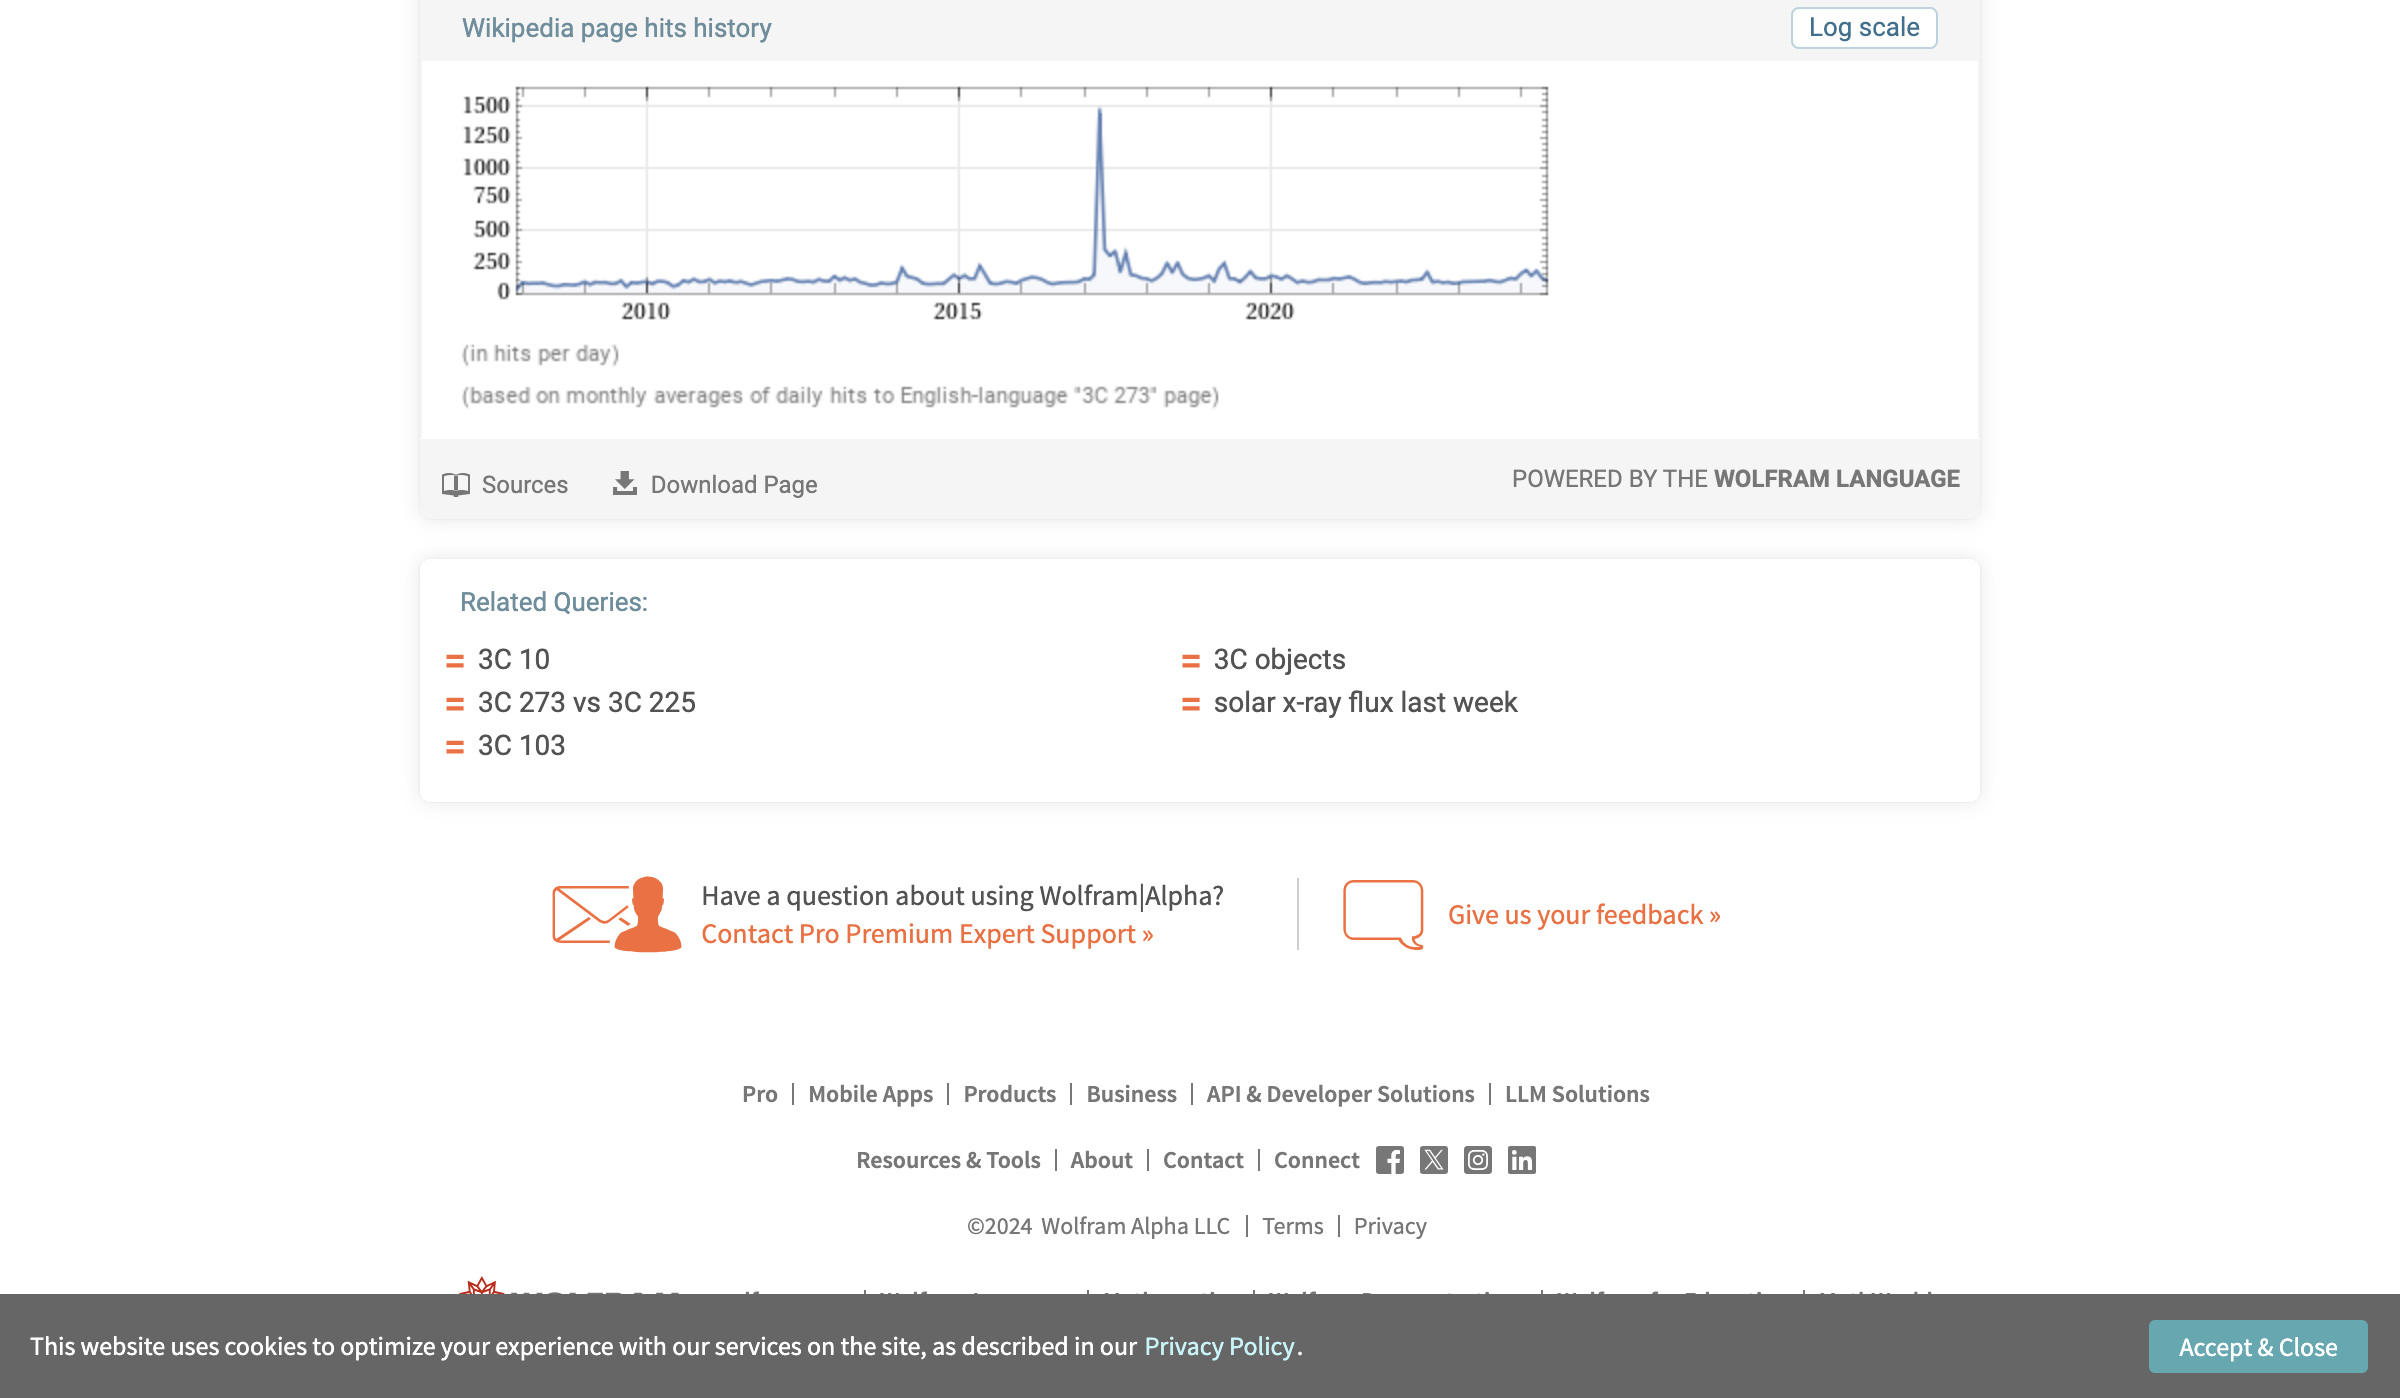 Wikipedia page hits history
Log scale
1500
1250
1000
750
500
250
0
2010 2015 2020
(in hits per day)
(based on monthly averages of daily hits to English-language "3C 273" page)
Sources Download Page POWERED BY THE WOLFRAM LANGUAGE
Related Queries:
= 3C 10
= 3C objects
= 3C 273 vs 3C 225
= solar x-ray flux last week
= 3C 103
Have a question about using Wolfram|Alpha?
Contact Pro Premium Expert Support »
Give us your feedback »
Pro | Mobile Apps | Products | Business | API & Developer Solutions | LLM Solutions
Resources & Tools | About | Contact | Connect
©2024 Wolfram Alpha LLC | Terms | Privacy
This website uses cookies to optimize your experience with our services on the site, as described in our Privacy Policy.
Accept & Close